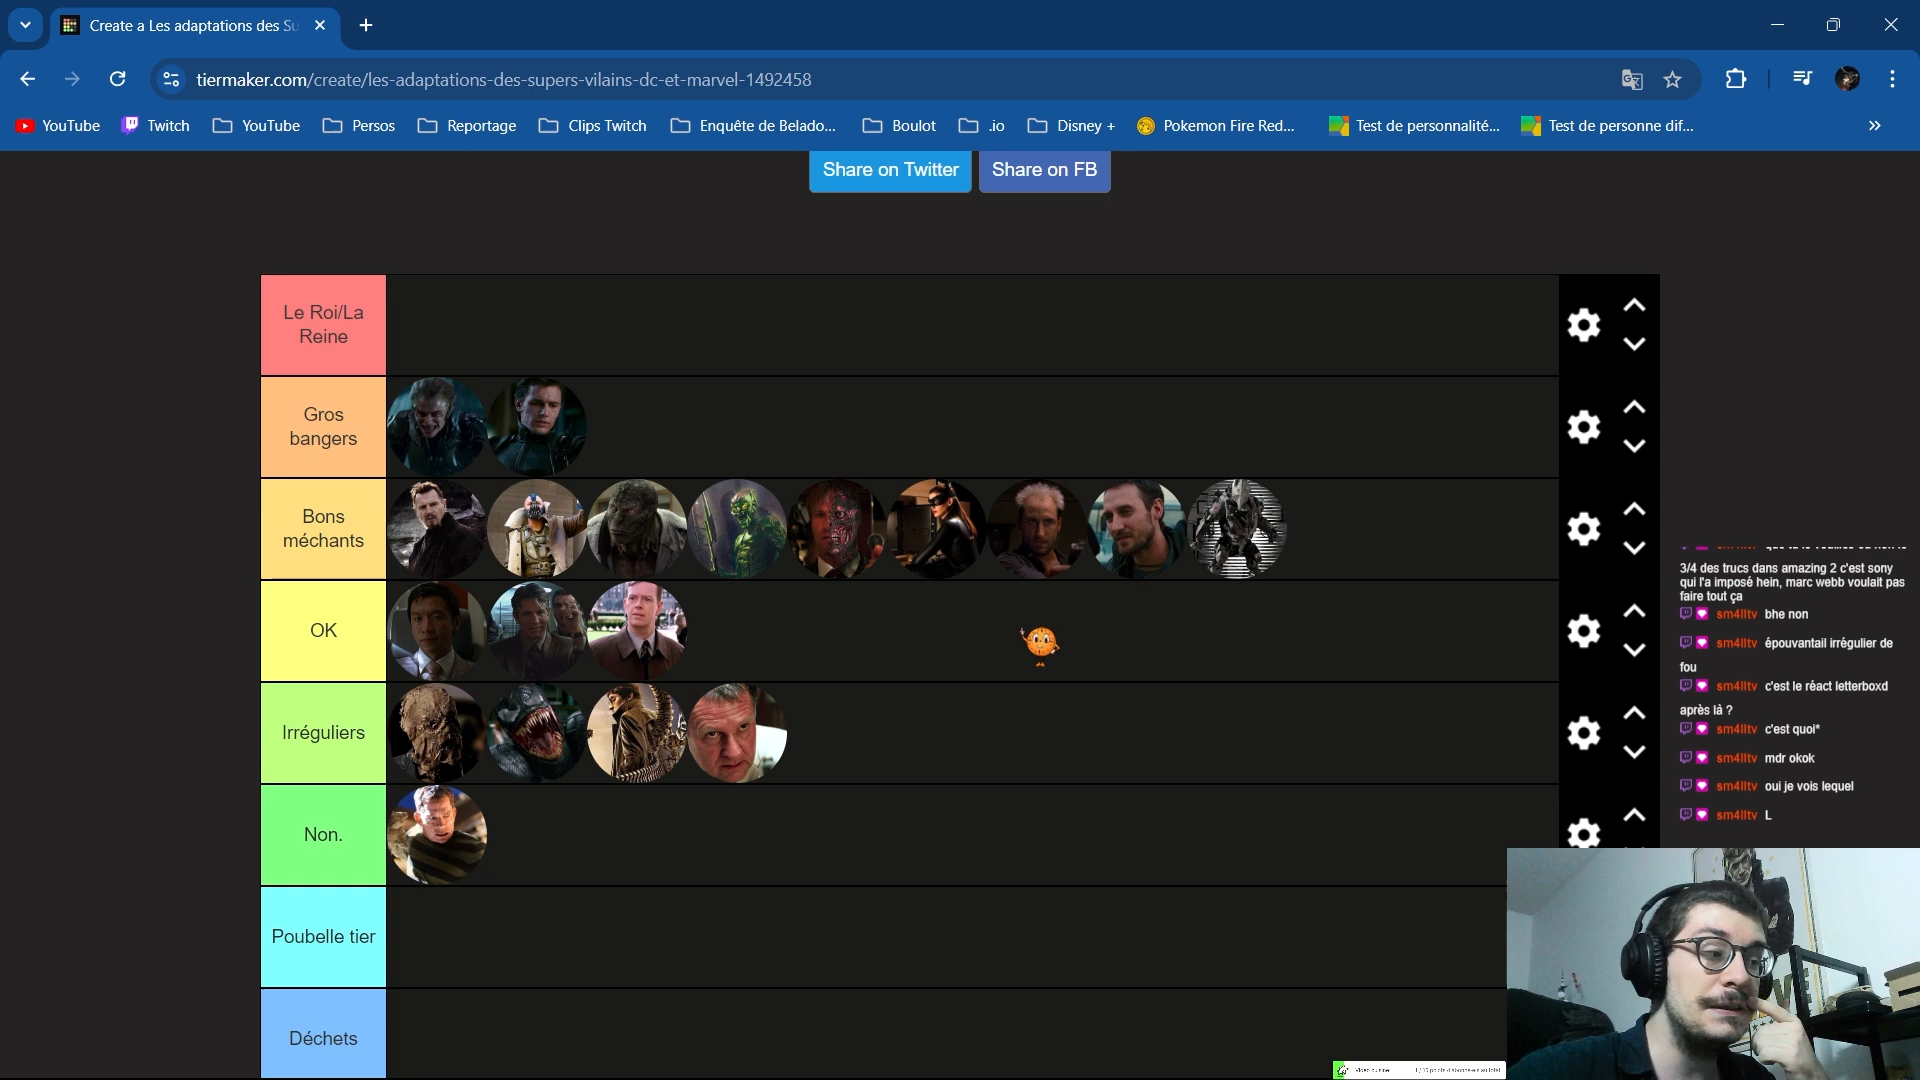 Create a Les adaptations des Su
tiermaker.com/create/les-adaptations-des-supers-vilains-dc-et-marvel-1492458
YouTube
Twitch
YouTube
Persos
Reportage
Clips Twitch
Enquête de Belado...
Boulot
.io
Disney +
Pokemon Fire Red...
Test de personnalité...
Test de personne dif...
Share on Twitter
Share on FB
Le Roi/La
Reine
Gros
bangers
Bons
méchants
OK
Irréguliers
Non.
Poubelle tier
Déchets
3/4 des trucs dans amazing 2 c'est sony
qui l'a imposé hein, marc webb voulait pas
faire tout ça
sm4lltv bhe non
sm4lltv épouvantail irrégulier de
fou
sm4lltv c'est le réact letterboxd
après là ?
sm4lltv c'est quoi*
sm4lltv mdr okok
sm4lltv oui je vois lequel
sm4lltv L